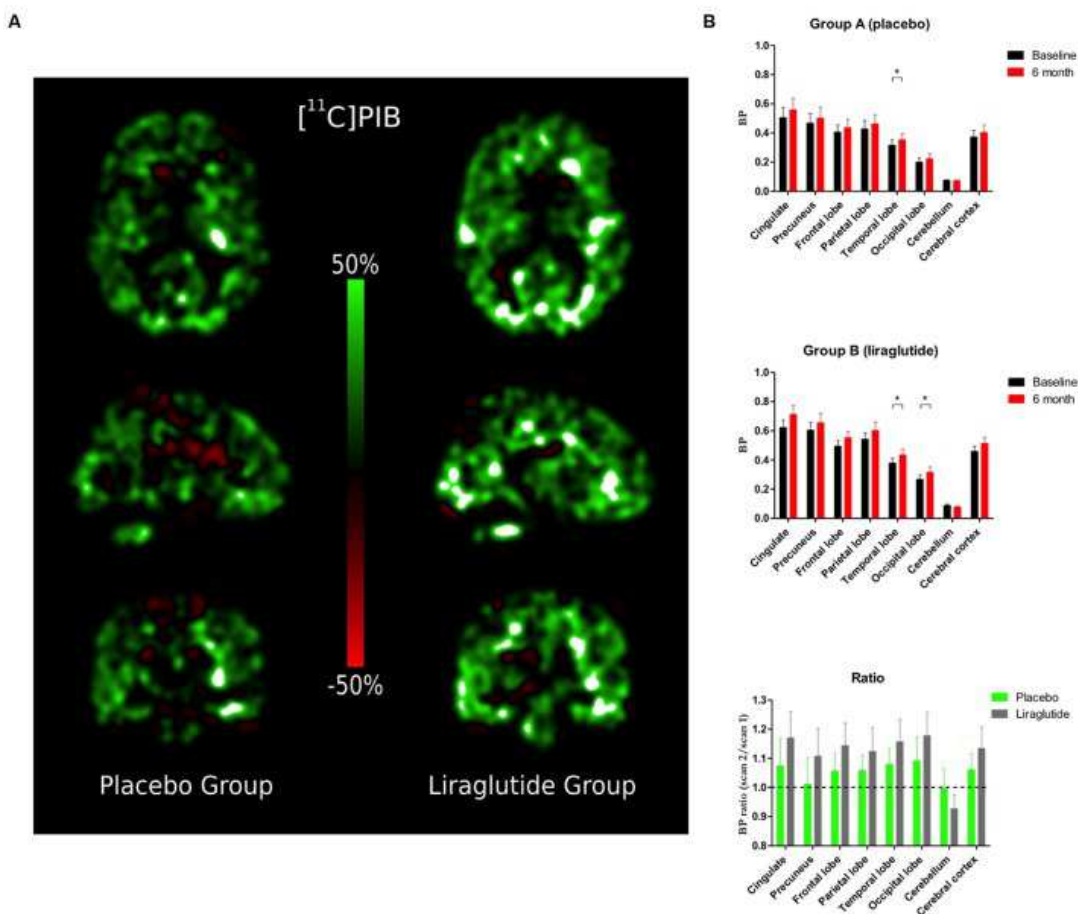 A
[¹¹C]PIB
50%
-50%
Placebo Group
Liraglutide Group
B
Group A (placebo)
Baseline
6 month
1.0
0.8
0.6
0.4
0.2
0.0
BP
*
Cingulate
Precuneus
Frontal lobe
Parietal lobe
Temporal lobe
Occipital lobe
Cerebellum
Cerebral cortex
Group B (liraglutide)
Baseline
6 month
1.0
0.8
0.6
0.4
0.2
0.0
BP
*
*
Cingulate
Precuneus
Frontal lobe
Parietal lobe
Temporal lobe
Occipital lobe
Cerebellum
Cerebral cortex
Ratio
Placebo
Liraglutide
1.3
1.2
1.1
1.0
0.9
0.8
BP ratio (scan 2/scan 1)
Cingulate
Precuneus
Frontal lobe
Parietal lobe
Temporal lobe
Occipital lobe
Cerebellum
Cerebral cortex